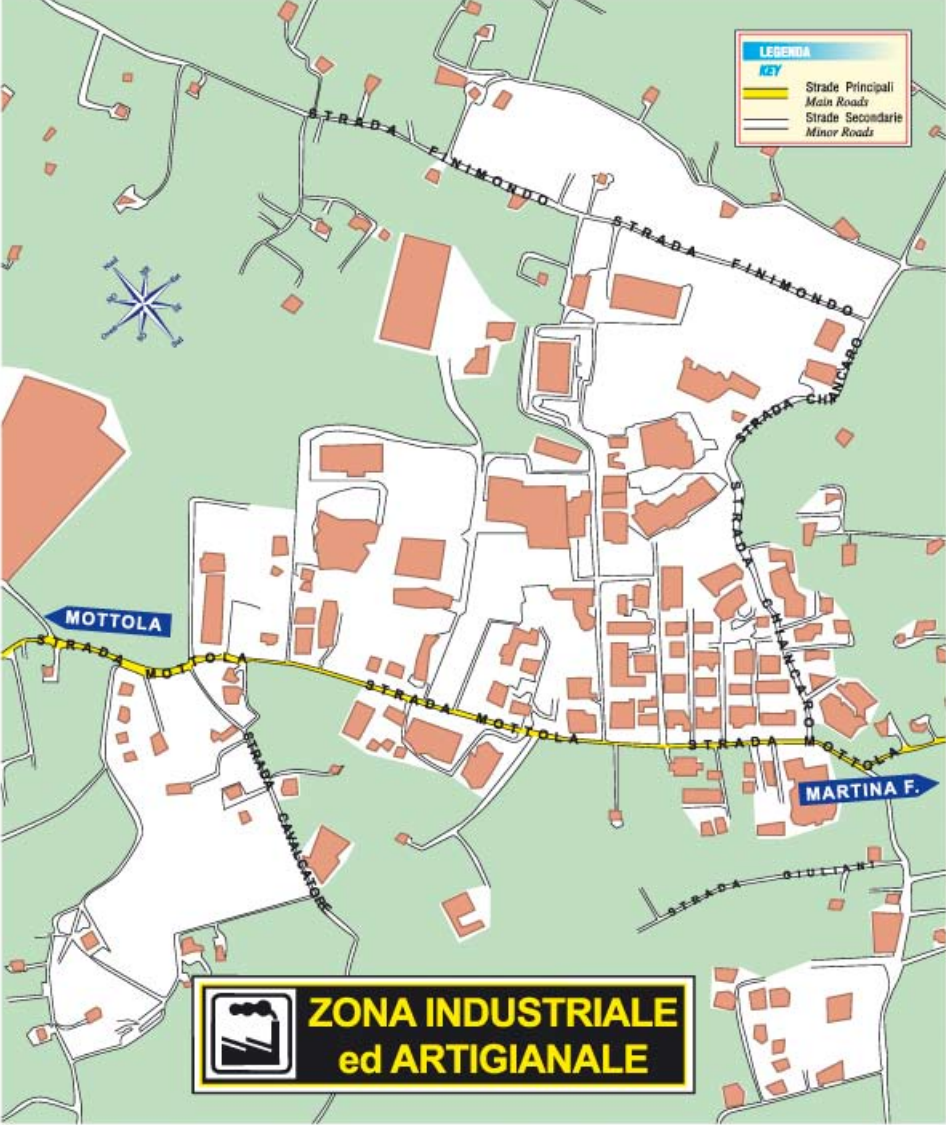 LEGENDA
KEY
Strade Principali
Main Roads
Strade Secondarie
Minor Roads
STRADA FINIMONDO
STRADA FINIMONDO
STRADA CHANCARO
STRADA CHIANCARO
MOTTOLA
STRADA MOTTOLA
STRADA MOTTOLA
STRADA MOTTOLA
MARTINA F.
STRADA CAVALCATORE
STRADA GIULIANI
ZONA INDUSTRIALE
ed ARTIGIANALE